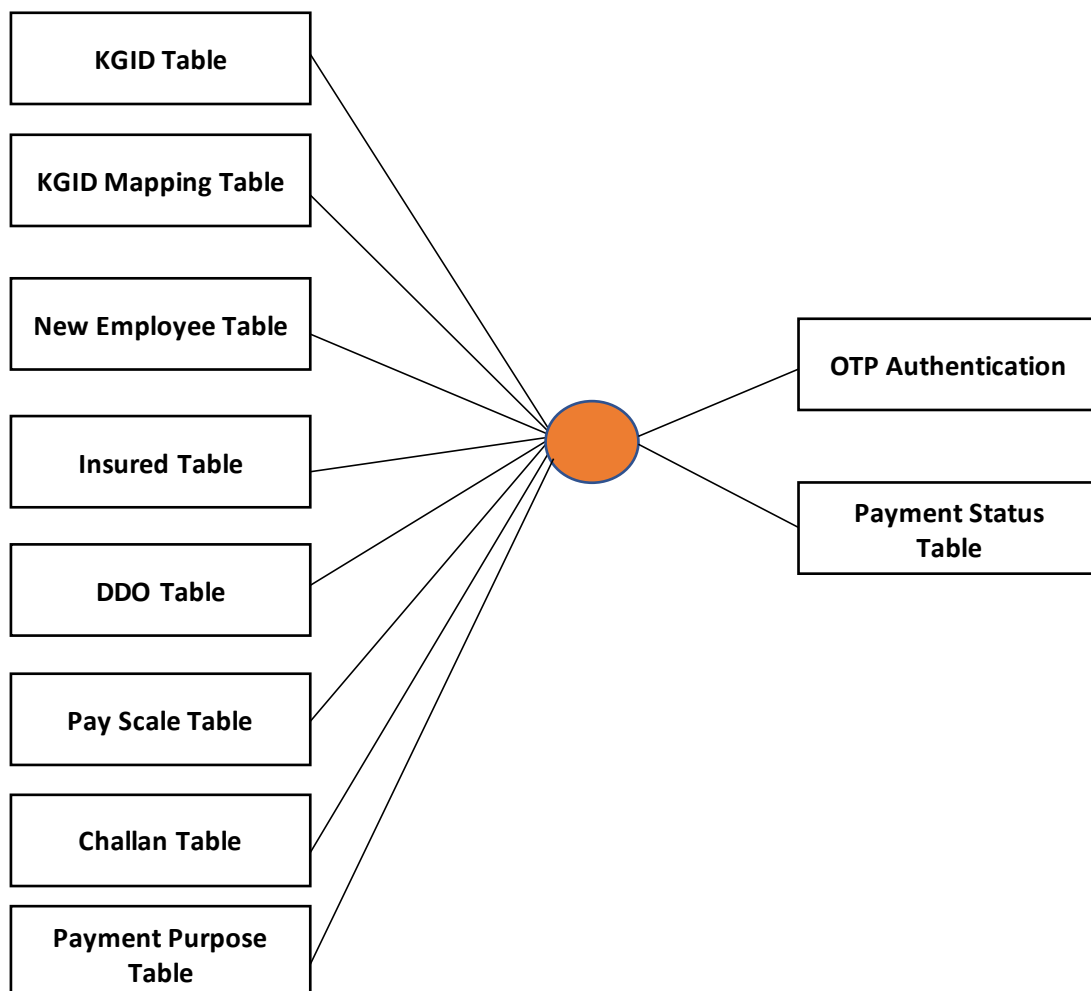 KGID Table
KGID Mapping Table
New Employee Table
Insured Table
DDO Table
Pay Scale Table
Challan Table
Payment Purpose
Table
OTP Authentication
Payment Status
Table